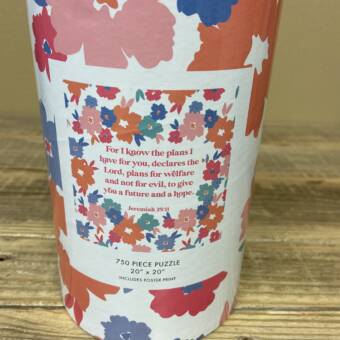 For I know the plans I
have for you, declares the
Lord, plans for welfare
and not for evil, to give
you a future and a hope.
Jeremiah 29:11
750 PIECE PUZZLE
20" x 20"
INCLUDES POSTER PRINT